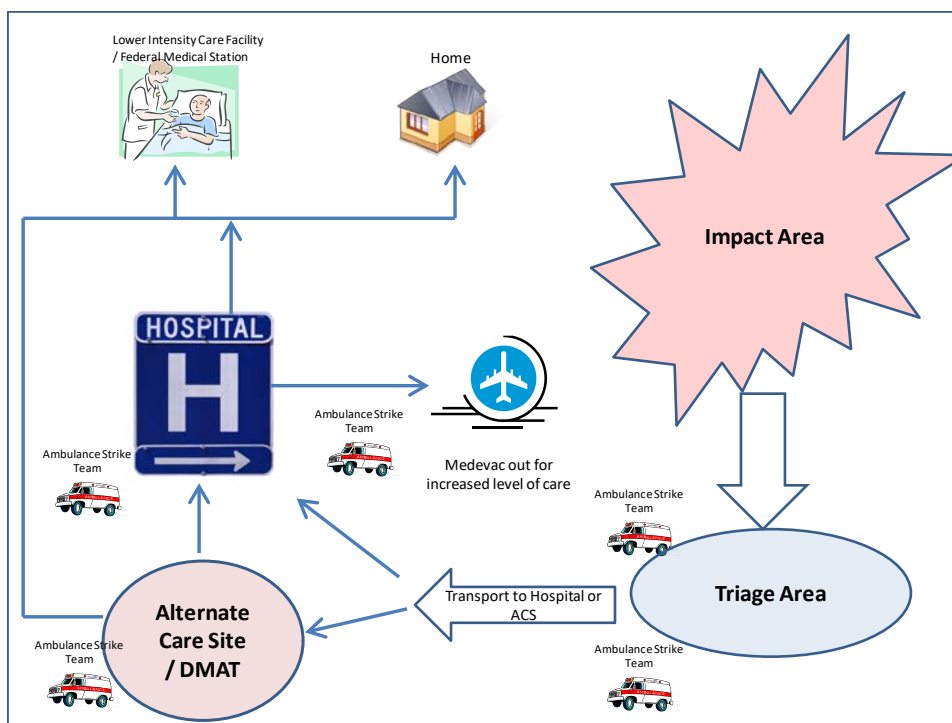 Lower Intensity Care Facility
/ Federal Medical Station
Home
Impact Area
HOSPITAL
H
Ambulance Strike
Team
Ambulance Strike
Team
Medevac out for
increased level of care
Ambulance Strike
Team
Triage Area
Transport to Hospital or
ACS
Alternate
Care Site
/ DMAT
Ambulance Strike
Team
Ambulance Strike
Team